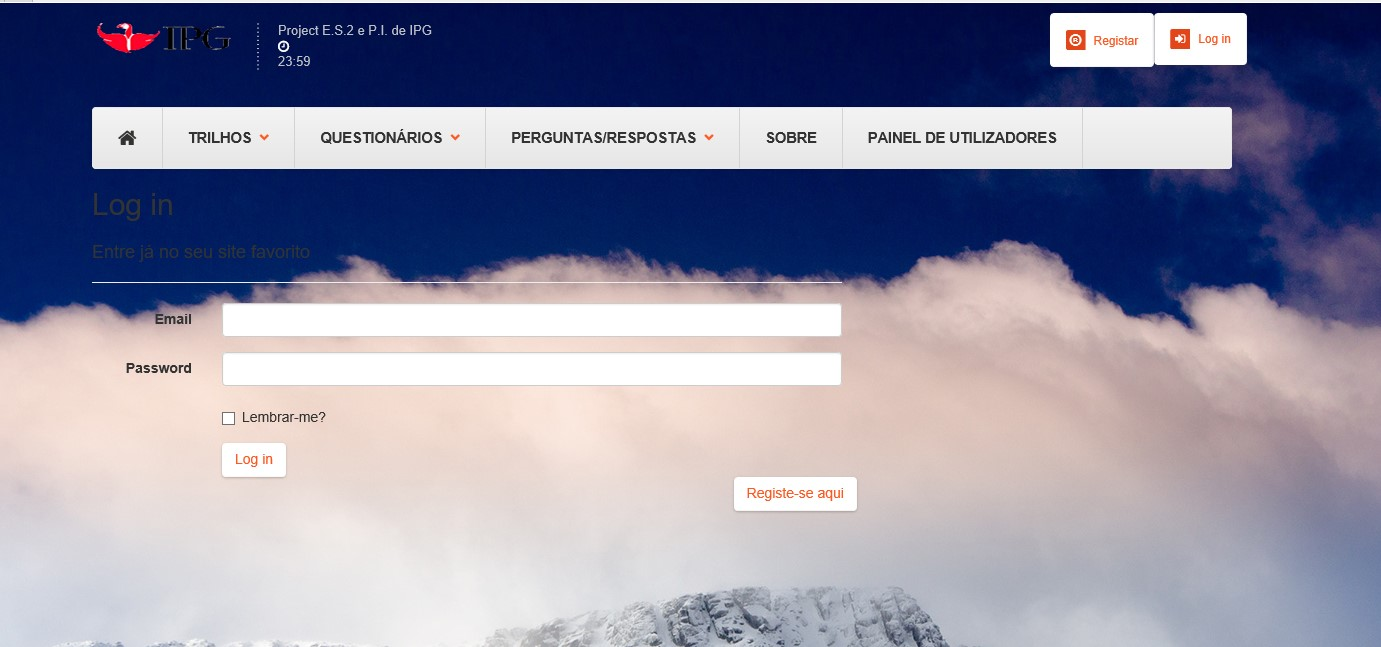 IPG
Project E.S.2 e P.I. de IPG
23:59
Registar
Log in
TRILHOS
QUESTIONÁRIOS
PERGUNTAS/RESPOSTAS
SOBRE
PAINEL DE UTILIZADORES
Log in
Entre já no seu site favorito
Email
Password
Lembrar-me?
Log in
Registe-se aqui